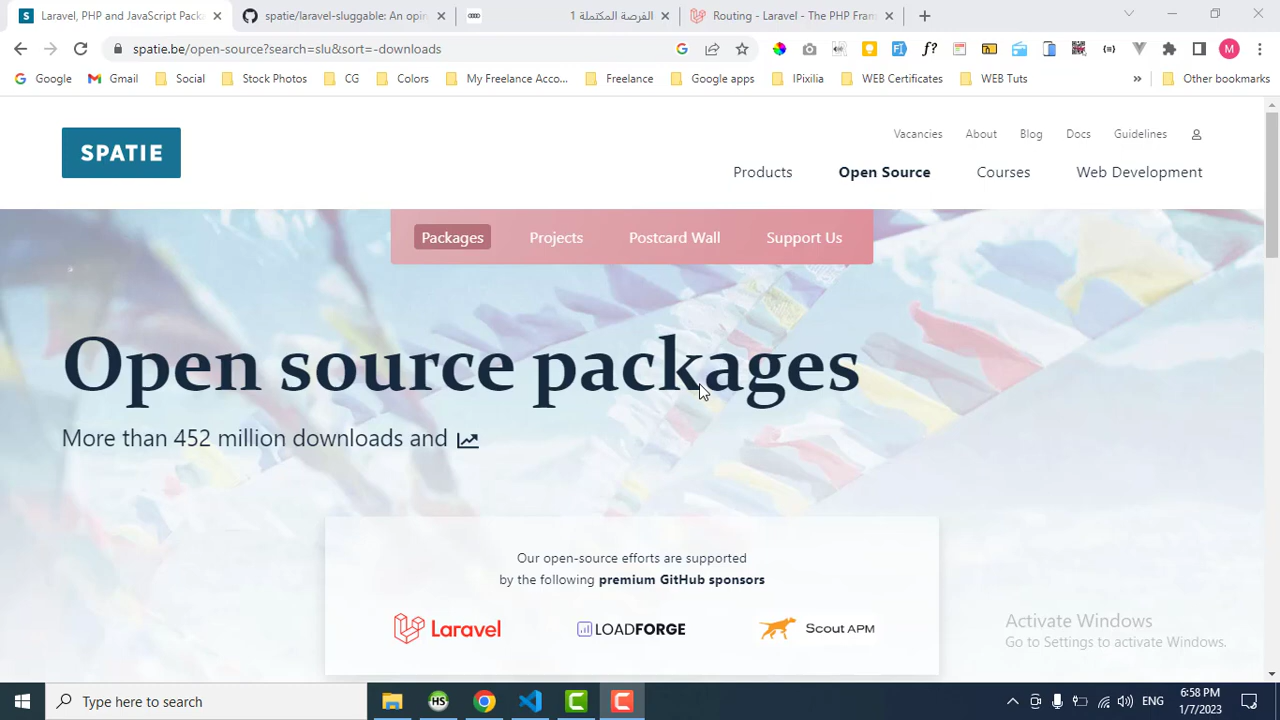 Laravel, PHP and JavaScript Packa
spatie/laravel-sluggable: An opin
الفرصة المكتملة 1
Routing - Laravel - The PHP Fram
spatie.be/open-source?search=slu&sort=-downloads
Google
Gmail
Social
Stock Photos
CG
Colors
My Freelance Acco...
Freelance
Google apps
IPixilia
WEB Certificates
WEB Tuts
»
Other bookmarks
M
SPATIE
Vacancies
About
Blog
Docs
Guidelines
Products
Open Source
Courses
Web Development
Packages
Projects
Postcard Wall
Support Us
Open source packages
More than 452 million downloads and
Our open-source efforts are supported
by the following premium GitHub sponsors
Laravel
LOADFORGE
Scout APM
Activate Windows
Go to Settings to activate Windows.
Type here to search
HS
ENG
6:58 PM
1/7/2023